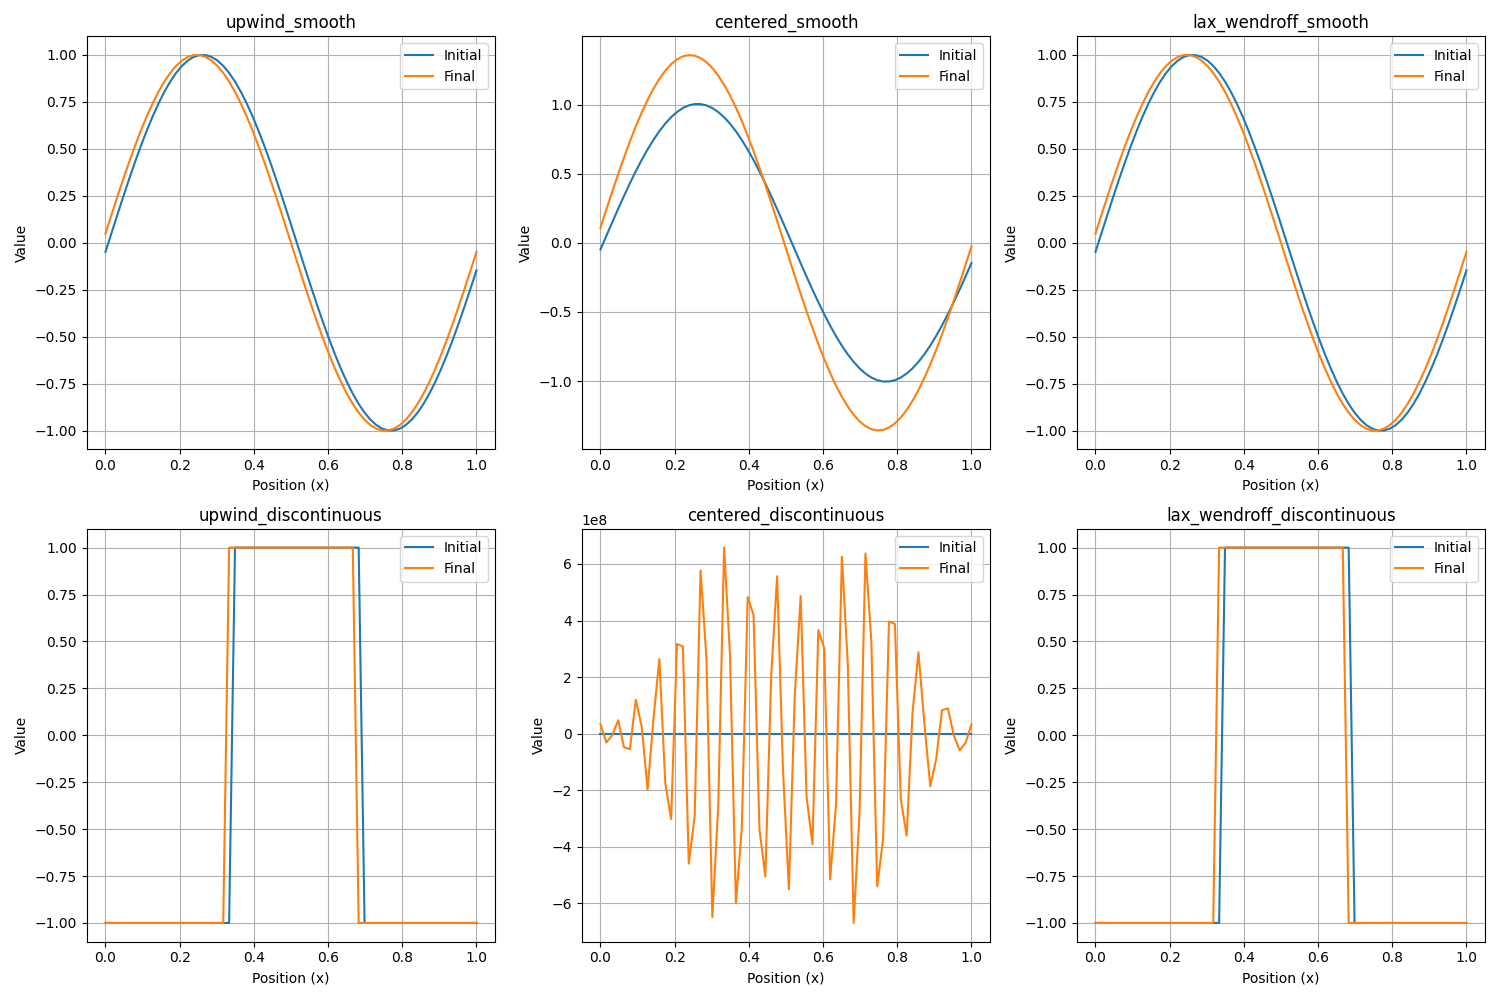 upwind_smooth
Initial
Final
1.00
0.75
0.50
0.25
0.00
−0.25
−0.50
−0.75
−1.00
Value
0.0 0.2 0.4 0.6 0.8 1.0
Position (x)
centered_smooth
Initial
Final
1.0
0.5
0.0
−0.5
−1.0
Value
0.0 0.2 0.4 0.6 0.8 1.0
Position (x)
lax_wendroff_smooth
Initial
Final
1.00
0.75
0.50
0.25
0.00
−0.25
−0.50
−0.75
−1.00
Value
0.0 0.2 0.4 0.6 0.8 1.0
Position (x)
upwind_discontinuous
Initial
Final
1.00
0.75
0.50
0.25
0.00
−0.25
−0.50
−0.75
−1.00
Value
0.0 0.2 0.4 0.6 0.8 1.0
Position (x)
1e8
centered_discontinuous
Initial
Final
6
4
2
0
−2
−4
−6
Value
0.0 0.2 0.4 0.6 0.8 1.0
Position (x)
lax_wendroff_discontinuous
Initial
Final
1.00
0.75
0.50
0.25
0.00
−0.25
−0.50
−0.75
−1.00
Value
0.0 0.2 0.4 0.6 0.8 1.0
Position (x)